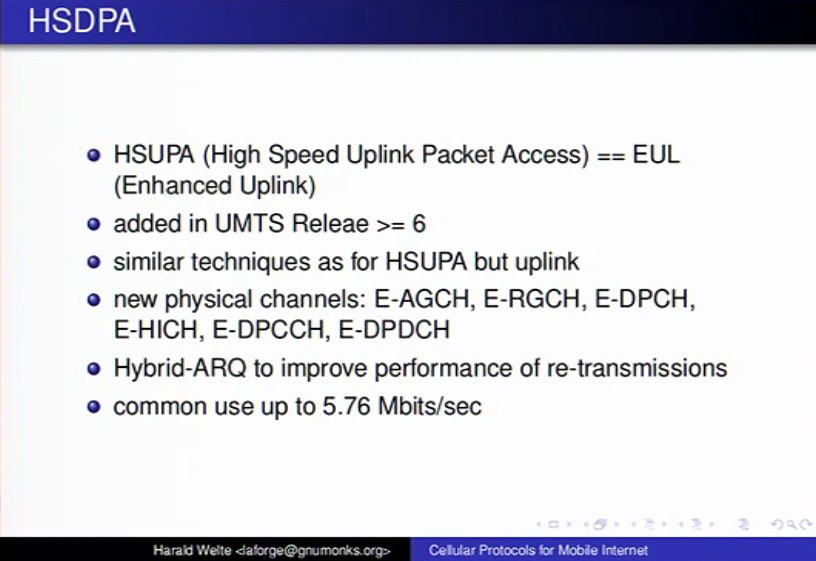 HSDPA
HSUPA (High Speed Uplink Packet Access) == EUL
(Enhanced Uplink)
added in UMTS Releae >= 6
similar techniques as for HSUPA but uplink
new physical channels: E-AGCH, E-RGCH, E-DPCH,
E-HICH, E-DPCCH, E-DPDCH
Hybrid-ARQ to improve performance of re-transmissions
common use up to 5.76 Mbits/sec
Harald Welte <laforge@gnumonks.org> Cellular Protocols for Mobile Internet